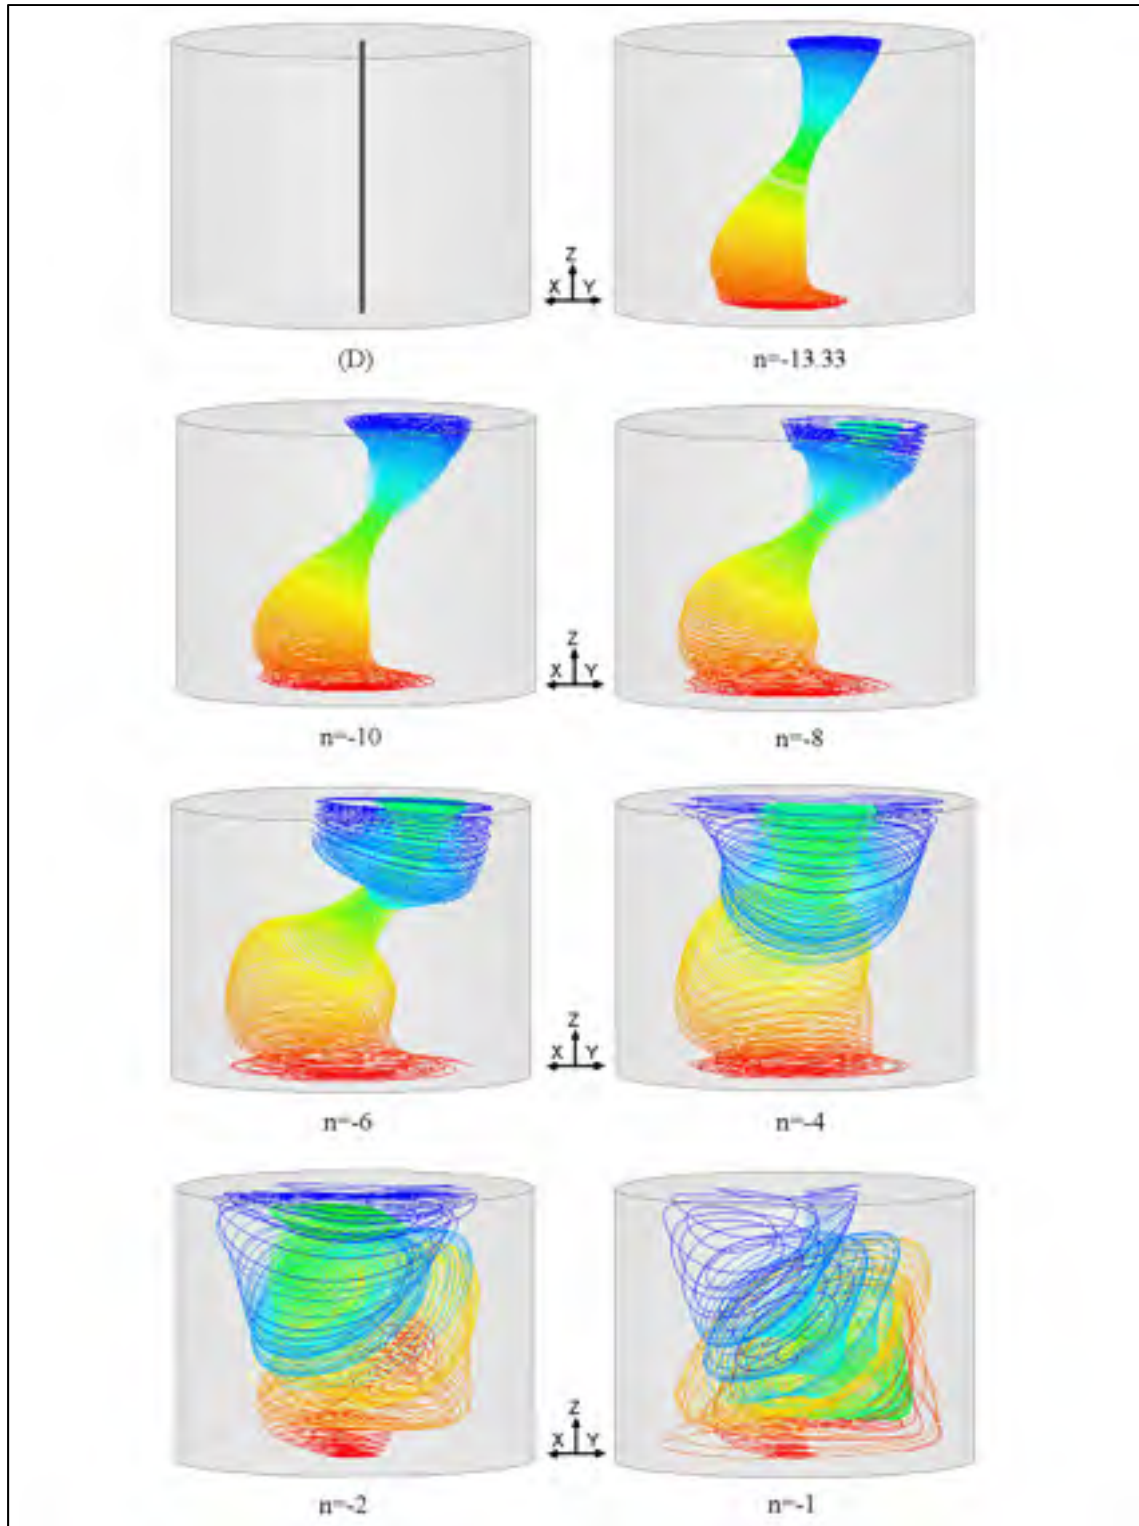 Z
X Y
(D) n=-13.33
Z
X Y
n=-10 n=-8
Z
X Y
n=-6 n=-4
Z
X Y
n=-2 n=-1